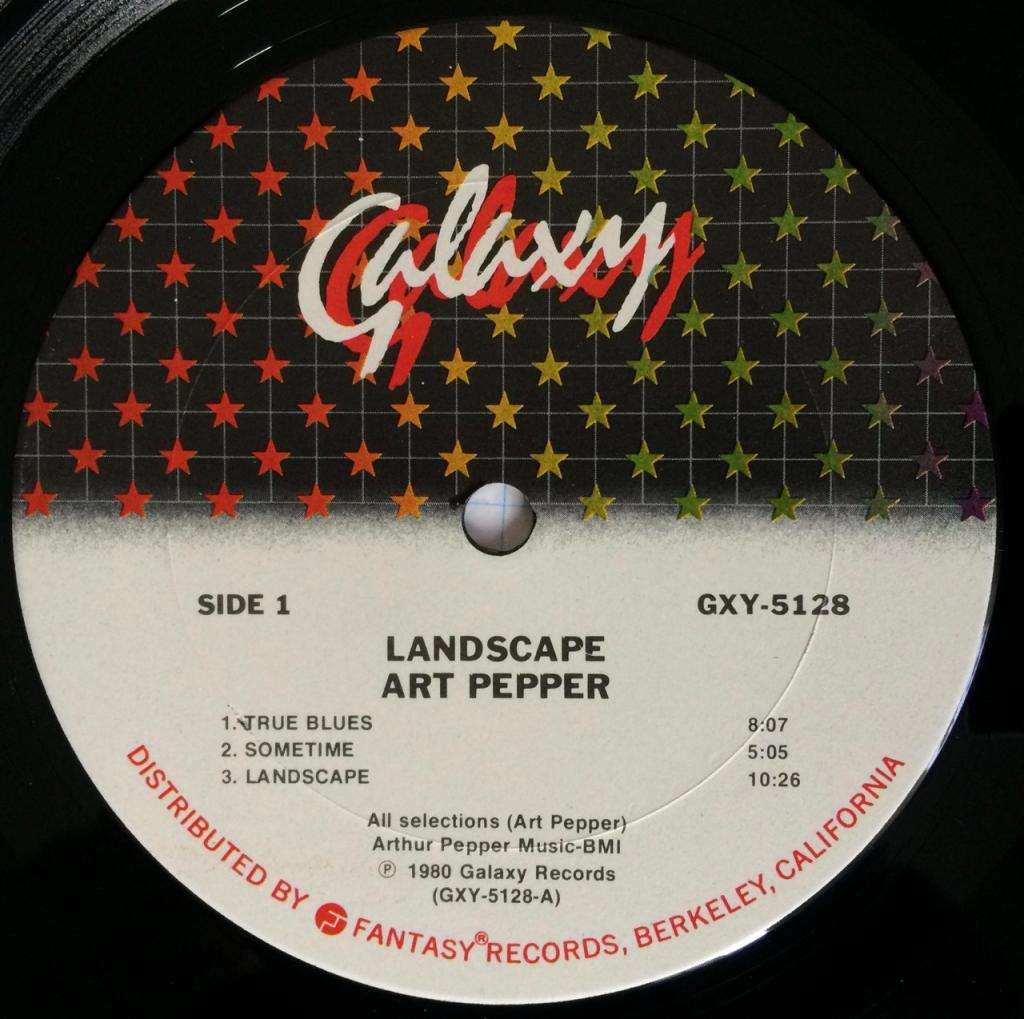 Galaxy
SIDE 1
GXY-5128
LANDSCAPE
ART PEPPER
1. TRUE BLUES 8:07
2. SOMETIME 5:05
3. LANDSCAPE 10:26
All selections (Art Pepper)
Arthur Pepper Music-BMI
℗ 1980 Galaxy Records
(GXY-5128-A)
DISTRIBUTED BY FANTASY® RECORDS, BERKELEY, CALIFORNIA